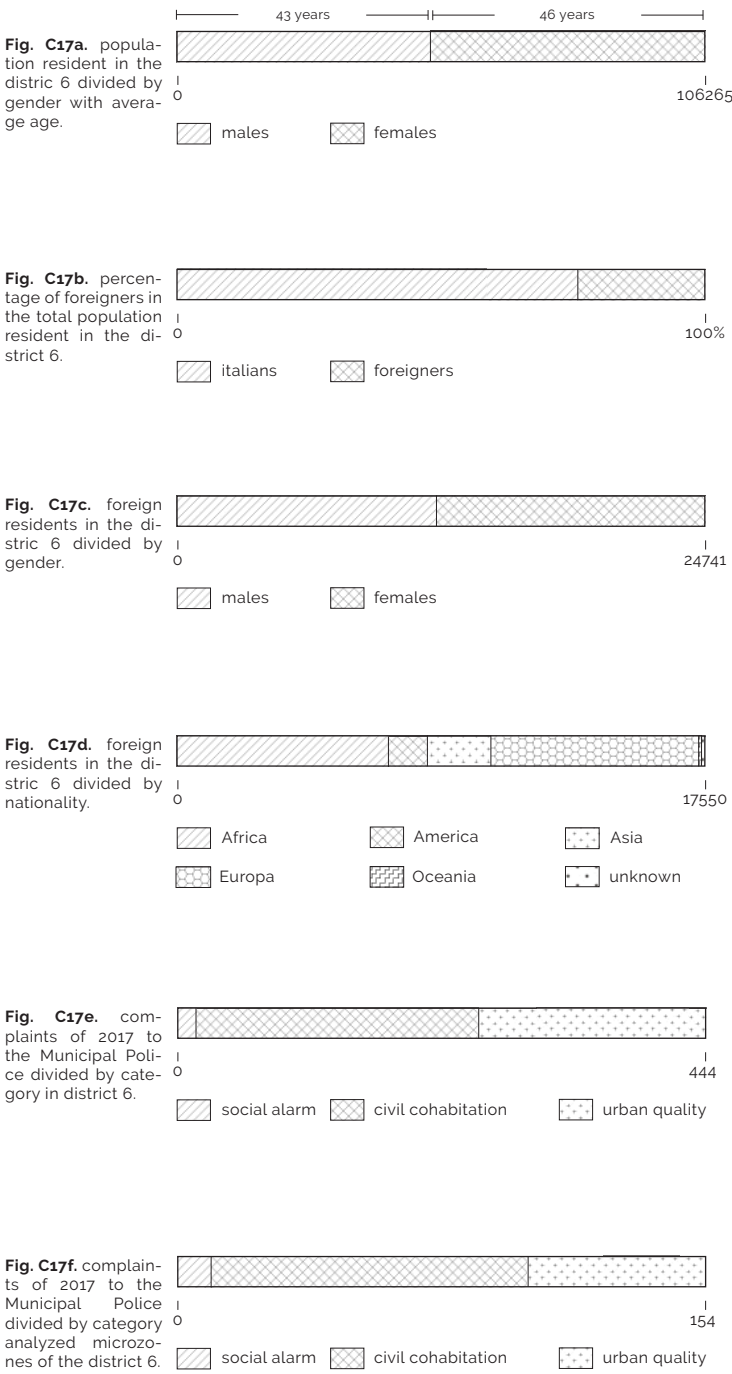 43 years
46 years
Fig. C17a. popula-
tion resident in the
distric 6 divided by
gender with avera-
ge age.
0
106265
males
females
Fig. C17b. percen-
tage of foreigners in
the total population
resident in the di-
strict 6.
0
100%
italians
foreigners
Fig. C17c. foreign
residents in the di-
stric 6 divided by
gender.
0
24741
males
females
Fig. C17d. foreign
residents in the di-
stric 6 divided by
nationality.
0
17550
Africa
America
Asia
Europa
Oceania
unknown
Fig. C17e. com-
plaints of 2017 to
the Municipal Poli-
ce divided by cate-
gory in district 6.
0
444
social alarm
civil cohabitation
urban quality
Fig. C17f. complain-
ts of 2017 to the
Municipal Police
divided by category
analyzed microzo-
nes of the district 6.
0
154
social alarm
civil cohabitation
urban quality